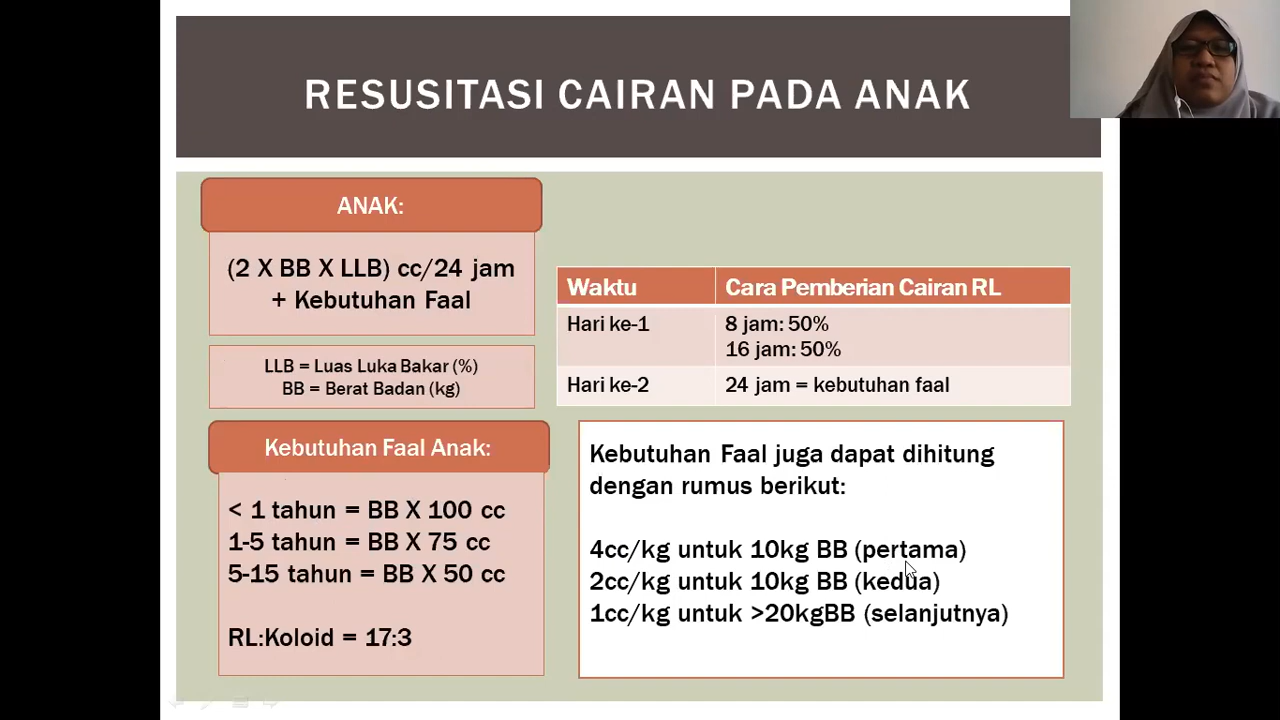 RESUSITASI CAIRAN PADA ANAK
ANAK:
(2 X BB X LLB) cc/24 jam
+ Kebutuhan Faal
LLB = Luas Luka Bakar (%)
BB = Berat Badan (kg)
Waktu
Cara Pemberian Cairan RL
Hari ke-1
8 jam: 50%
16 jam: 50%
Hari ke-2
24 jam = kebutuhan faal
Kebutuhan Faal Anak:
< 1 tahun = BB X 100 cc
1-5 tahun = BB X 75 cc
5-15 tahun = BB X 50 cc
RL:Koloid = 17:3
Kebutuhan Faal juga dapat dihitung
dengan rumus berikut:
4cc/kg untuk 10kg BB (pertama)
2cc/kg untuk 10kg BB (kedua)
1cc/kg untuk >20kgBB (selanjutnya)